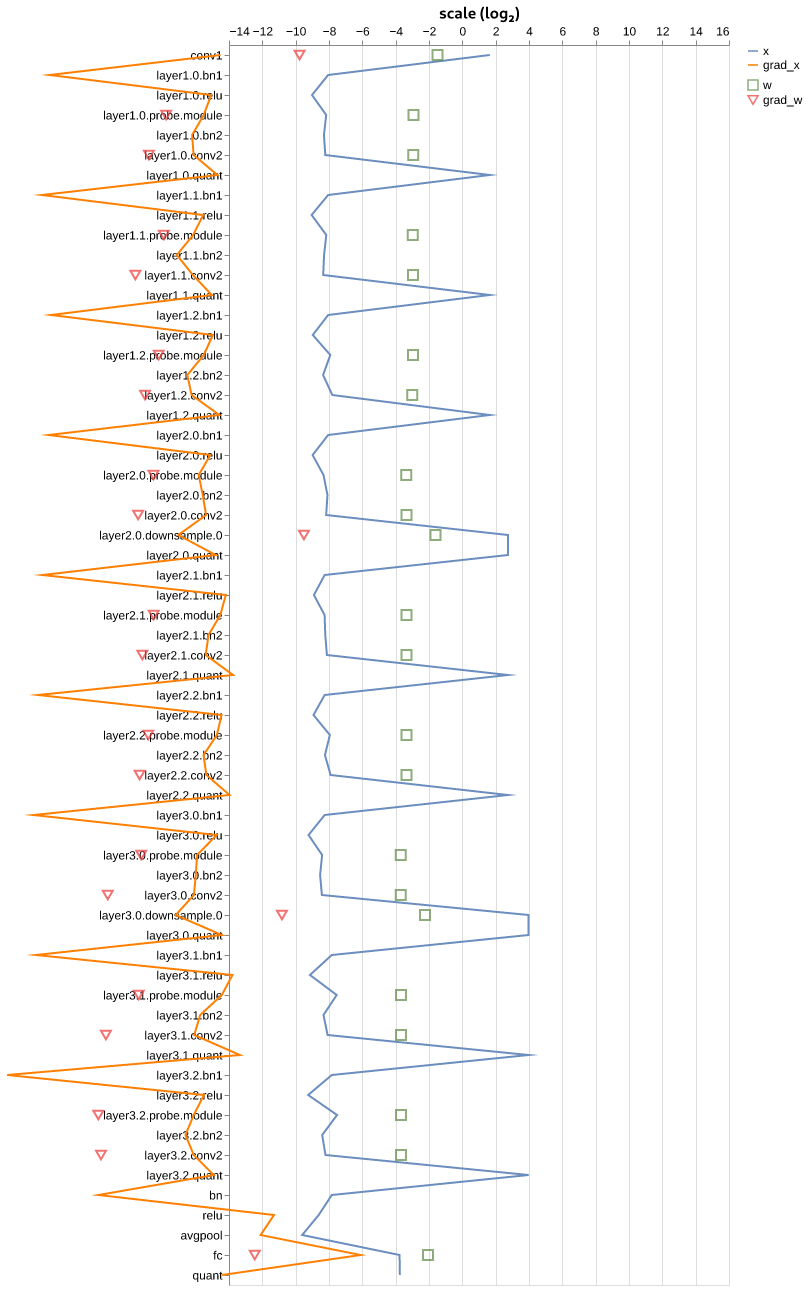 scale (log₂)
−14 −12 −10 −8 −6 −4 −2 0 2 4 6 8 10 12 14 16
x
grad_x
w
grad_w
conv1
layer1.0.bn1
layer1.0.relu
layer1.0.probe.module
layer1.0.bn2
layer1.0.conv2
layer1.0.quant
layer1.1.bn1
layer1.1.relu
layer1.1.probe.module
layer1.1.bn2
layer1.1.conv2
layer1.1.quant
layer1.2.bn1
layer1.2.relu
layer1.2.probe.module
layer1.2.bn2
layer1.2.conv2
layer1.2.quant
layer2.0.bn1
layer2.0.relu
layer2.0.probe.module
layer2.0.bn2
layer2.0.conv2
layer2.0.downsample.0
layer2.0.quant
layer2.1.bn1
layer2.1.relu
layer2.1.probe.module
layer2.1.bn2
layer2.1.conv2
layer2.1.quant
layer2.2.bn1
layer2.2.relu
layer2.2.probe.module
layer2.2.bn2
layer2.2.conv2
layer2.2.quant
layer3.0.bn1
layer3.0.relu
layer3.0.probe.module
layer3.0.bn2
layer3.0.conv2
layer3.0.downsample.0
layer3.0.quant
layer3.1.bn1
layer3.1.relu
layer3.1.probe.module
layer3.1.bn2
layer3.1.conv2
layer3.1.quant
layer3.2.bn1
layer3.2.relu
layer3.2.probe.module
layer3.2.bn2
layer3.2.conv2
layer3.2.quant
bn
relu
avgpool
fc
quant